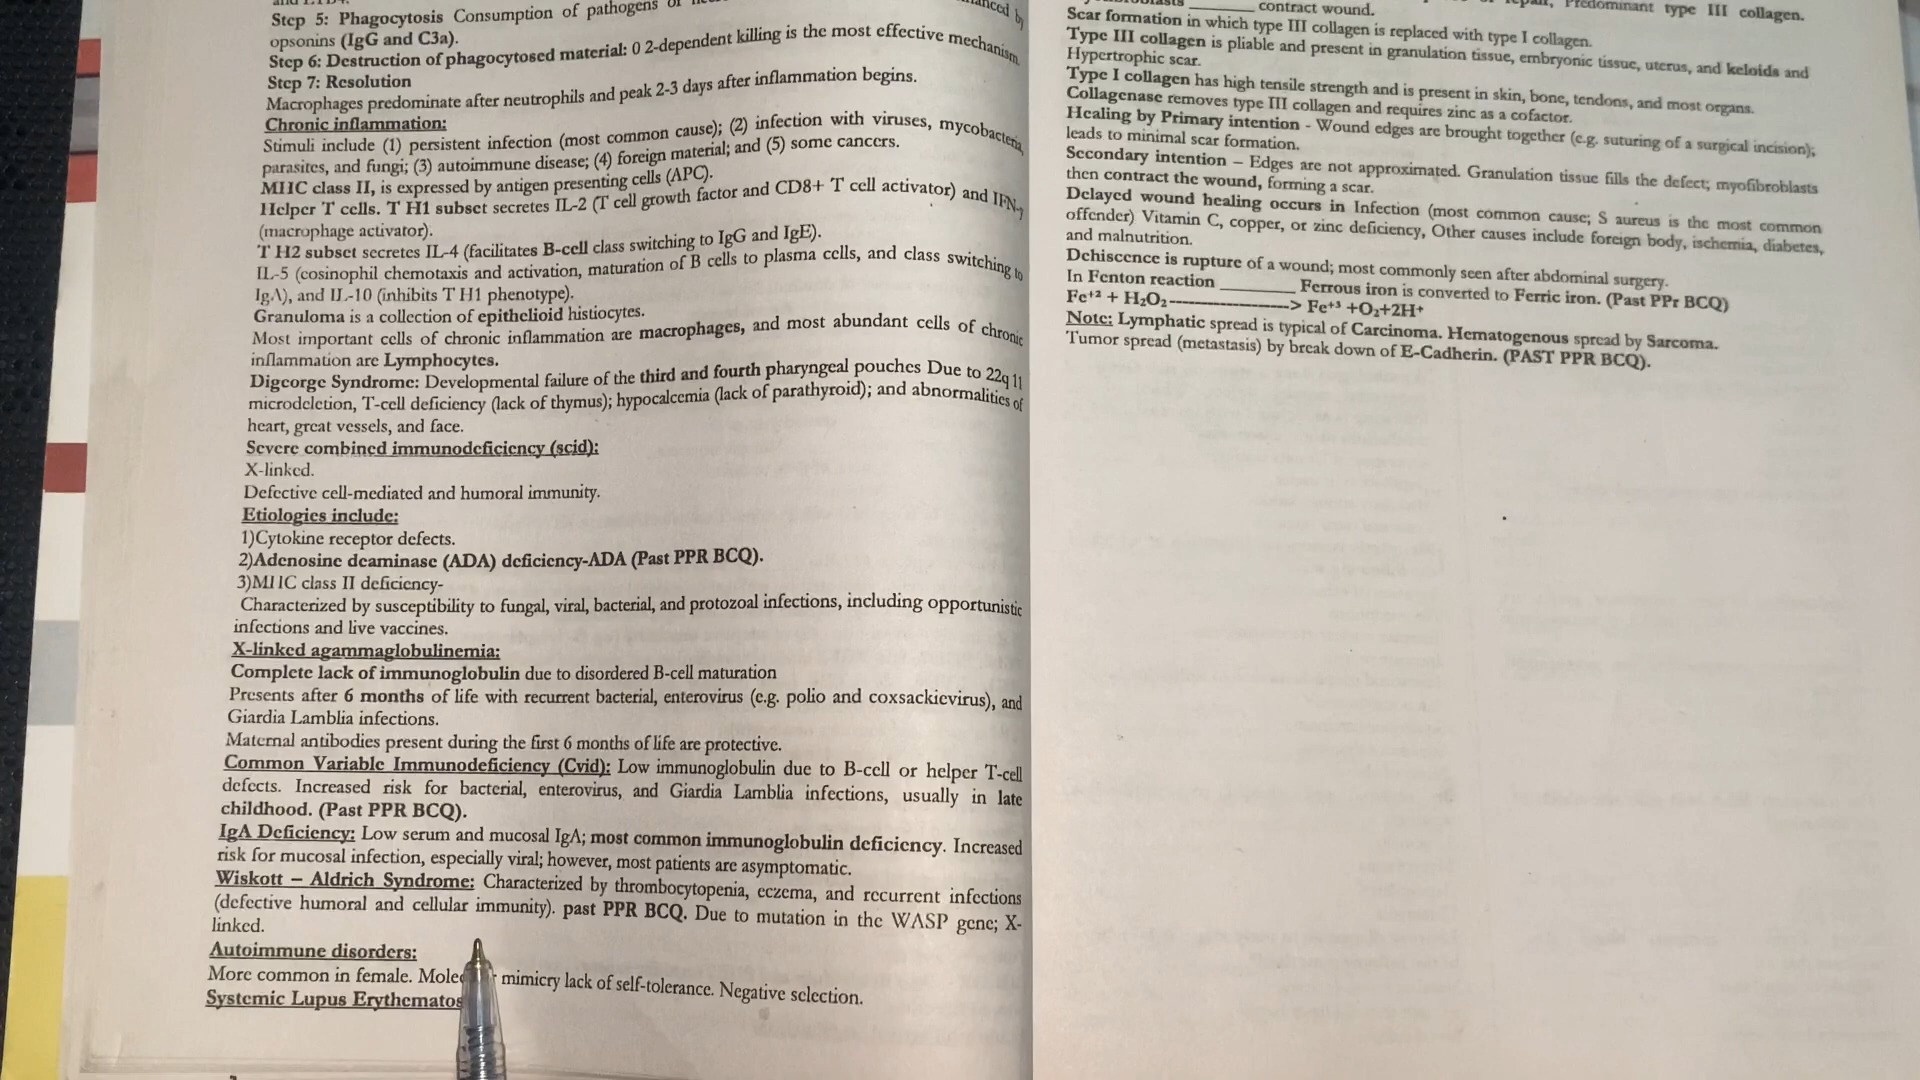 Step 5: Phagocytosis Consumption of pathogens
opsonins (IgG and C3a).
Step 6: Destruction of phagocytosed material: 0 2-dependent killing is the most effective mechanism.
Step 7: Resolution
Macrophages predominate after neutrophils and peak 2-3 days after inflammation begins.
Chronic inflammation:
Stimuli include (1) persistent infection (most common cause); (2) infection with viruses, mycobacteria,
parasites, and fungi; (3) autoimmune disease; (4) foreign material; and (5) some cancers.
MHC class II, is expressed by antigen presenting cells (APC).
Helper T cells. T H1 subset secretes IL-2 (T cell growth factor and CD8+ T cell activator) and IFN-γ
(macrophage activator).
T H2 subset secretes IL-4 (facilitates B-cell class switching to IgG and IgE).
IL-5 (eosinophil chemotaxis and activation, maturation of B cells to plasma cells, and class switching to
IgA), and IL-10 (inhibits T H1 phenotype).
Granuloma is a collection of epithelioid histiocytes.
Most important cells of chronic inflammation are macrophages, and most abundant cells of chronic
inflammation are Lymphocytes.
Digeorge Syndrome: Developmental failure of the third and fourth pharyngeal pouches Due to 22q 11
microdeletion, T-cell deficiency (lack of thymus); hypocalcemia (lack of parathyroid); and abnormalities of
heart, great vessels, and face.
Severe combined immunodeficiency (scid):
X-linked.
Defective cell-mediated and humoral immunity.
Etiologies include:
1)Cytokine receptor defects.
2)Adenosine deaminase (ADA) deficiency-ADA (Past PPR BCQ).
3)MHC class II deficiency-
Characterized by susceptibility to fungal, viral, bacterial, and protozoal infections, including opportunistic
infections and live vaccines.
X-linked agammaglobulinemia:
Complete lack of immunoglobulin due to disordered B-cell maturation
Presents after 6 months of life with recurrent bacterial, enterovirus (e.g. polio and coxsackievirus), and
Giardia Lamblia infections.
Maternal antibodies present during the first 6 months of life are protective.
Common Variable Immunodeficiency (Cvid): Low immunoglobulin due to B-cell or helper T-cell
defects. Increased risk for bacterial, enterovirus, and Giardia Lamblia infections, usually in late
childhood. (Past PPR BCQ).
IgA Deficiency: Low serum and mucosal IgA; most common immunoglobulin deficiency. Increased
risk for mucosal infection, especially viral; however, most patients are asymptomatic.
Wiskott – Aldrich Syndrome: Characterized by thrombocytopenia, eczema, and recurrent infections
(defective humoral and cellular immunity). past PPR BCQ. Due to mutation in the WASP gene; X-
linked.
Autoimmune disorders:
More common in female. mimicry lack of self-tolerance. Negative selection.
Systemic Lupus
contract wound. Predominant type III collagen.
Scar formation in which type III collagen is replaced with type I collagen.
Type III collagen is pliable and present in granulation tissue, embryonic tissue, uterus, and keloids and
Hypertrophic scar.
Type I collagen has high tensile strength and is present in skin, bone, tendons, and most organs.
Collagenase removes type III collagen and requires zinc as a cofactor.
Healing by Primary intention - Wound edges are brought together (e.g. suturing of a surgical incision);
leads to minimal scar formation.
Secondary intention – Edges are not approximated. Granulation tissue fills the defect; myofibroblasts
then contract the wound, forming a scar.
Delayed wound healing occurs in Infection (most common cause; S aureus is the most common
offender) Vitamin C, copper, or zinc deficiency, Other causes include foreign body, ischemia, diabetes,
and malnutrition.
Dehiscence is rupture of a wound; most commonly seen after abdominal surgery.
In Fenton reaction ________ Ferrous iron is converted to Ferric iron. (Past PPr BCQ)
Fe+² + H₂O₂------------------> Fe+³ +O₂+2H+
Note: Lymphatic spread is typical of Carcinoma. Hematogenous spread by Sarcoma.
Tumor spread (metastasis) by break down of E-Cadherin. (PAST PPR BCQ).